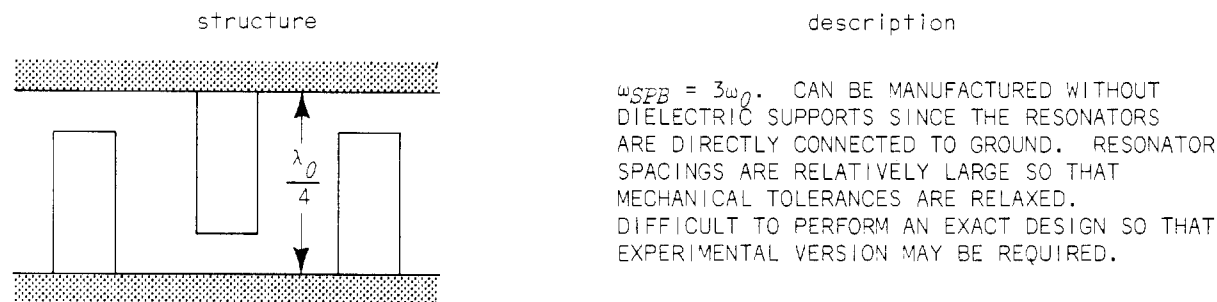 structure
description
λ0
4
ωSPB = 3ω0. CAN BE MANUFACTURED WITHOUT
DIELECTRIC SUPPORTS SINCE THE RESONATORS
ARE DIRECTLY CONNECTED TO GROUND. RESONATOR
SPACINGS ARE RELATIVELY LARGE SO THAT
MECHANICAL TOLERANCES ARE RELAXED.
DIFFICULT TO PERFORM AN EXACT DESIGN SO THAT
EXPERIMENTAL VERSION MAY BE REQUIRED.